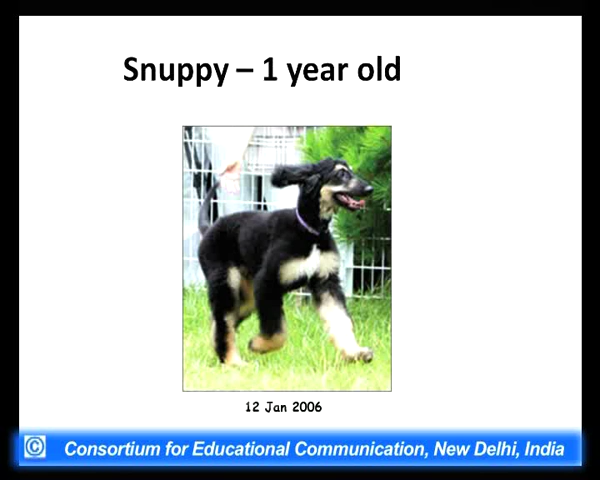 Snuppy – 1 year old
12 Jan 2006
© Consortium for Educational Communication, New Delhi, India